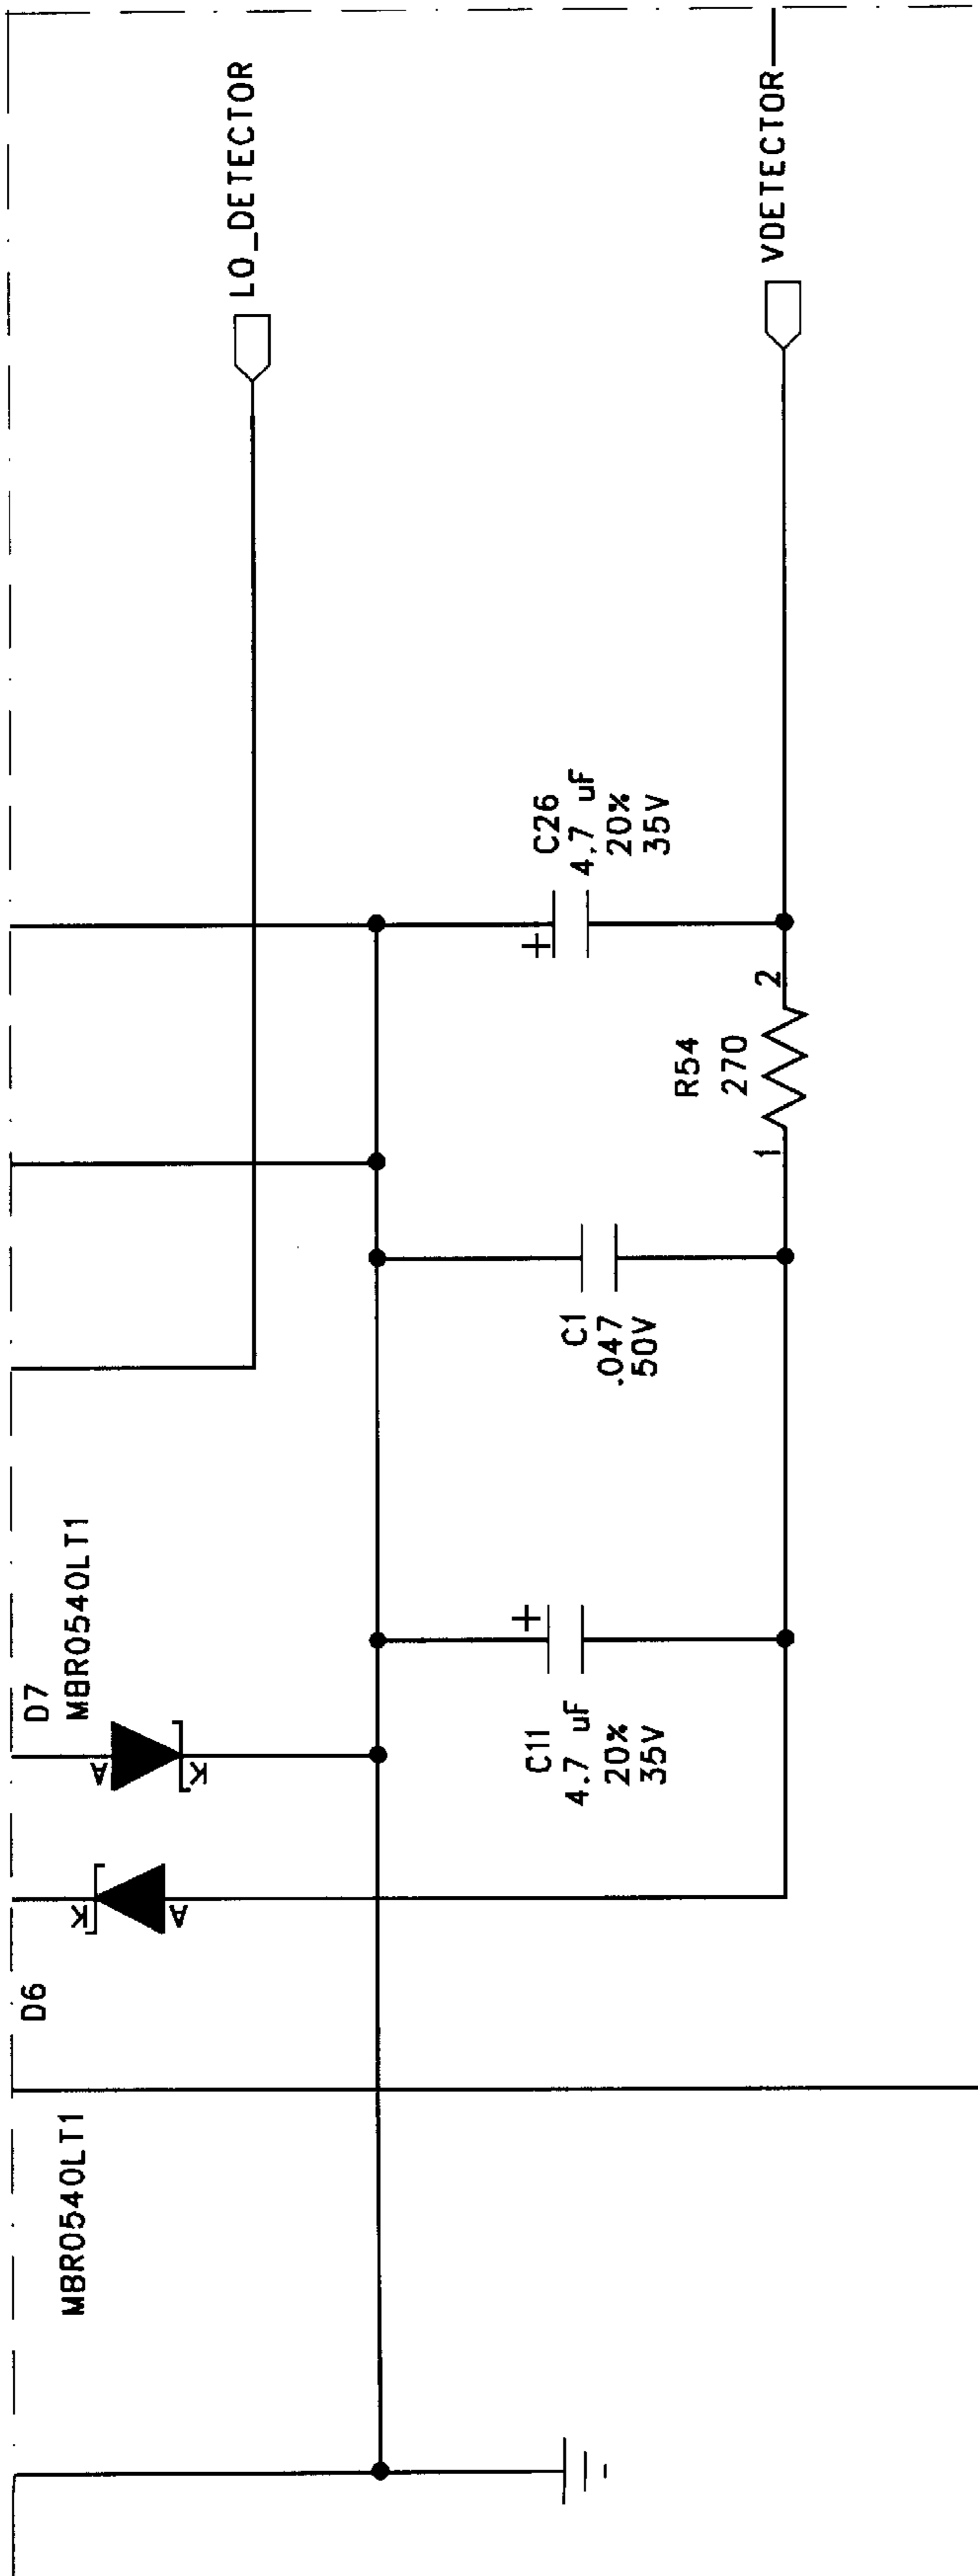 LO_DETECTOR
VDETECTOR
C26
4.7 uF
20%
35V
+
2
R54
270
1
C1
.047
50V
+
C11
4.7 uF
20%
35V
D7
MBR0540LT1
A
K
K
A
D6
MBR0540LT1